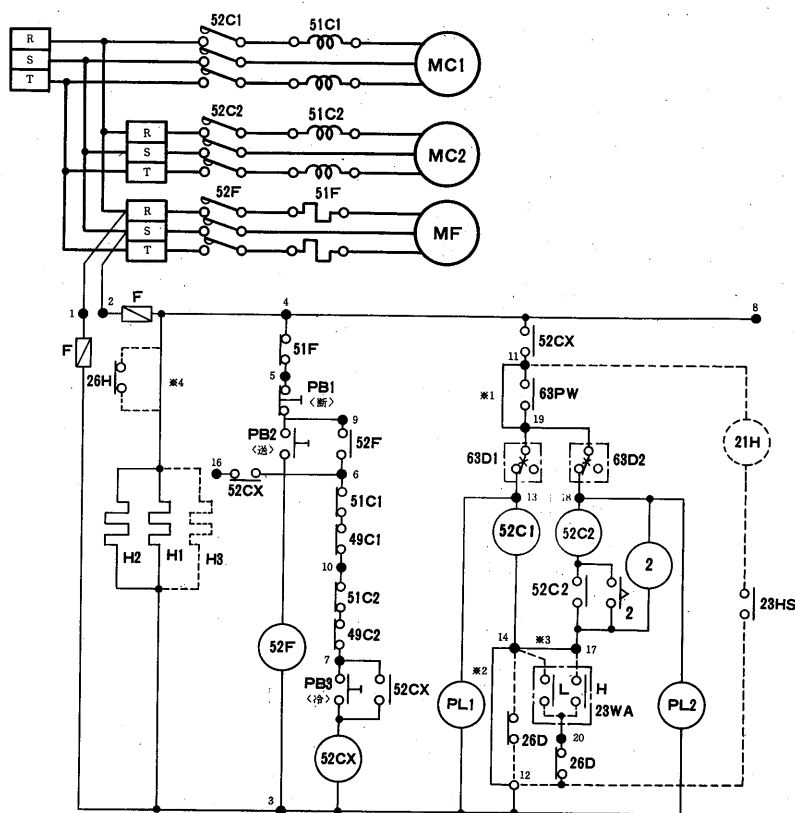 52C1 51C1
R
S MC1
T
52C2 51C2
R
S MC2
T
52F 51F
R
S MF
T
1 2 F 4 8
F 51F 52CX
26H ※4 5 11
PB1 ※1 63PW
〈断〉
PB2 9 19 21H
〈送〉 52F
16 63D1 63D2
52CX 6
51C1 13 18
H2 H1 H3 49C1 52C1 52C2 2
10
51C2 52C2 2 23HS
49C2
52F 7 14 ※3 17
PB3 52CX ※2 L H
〈冷〉 PL1 23WA PL2
26D 20
52CX 26D
12
3